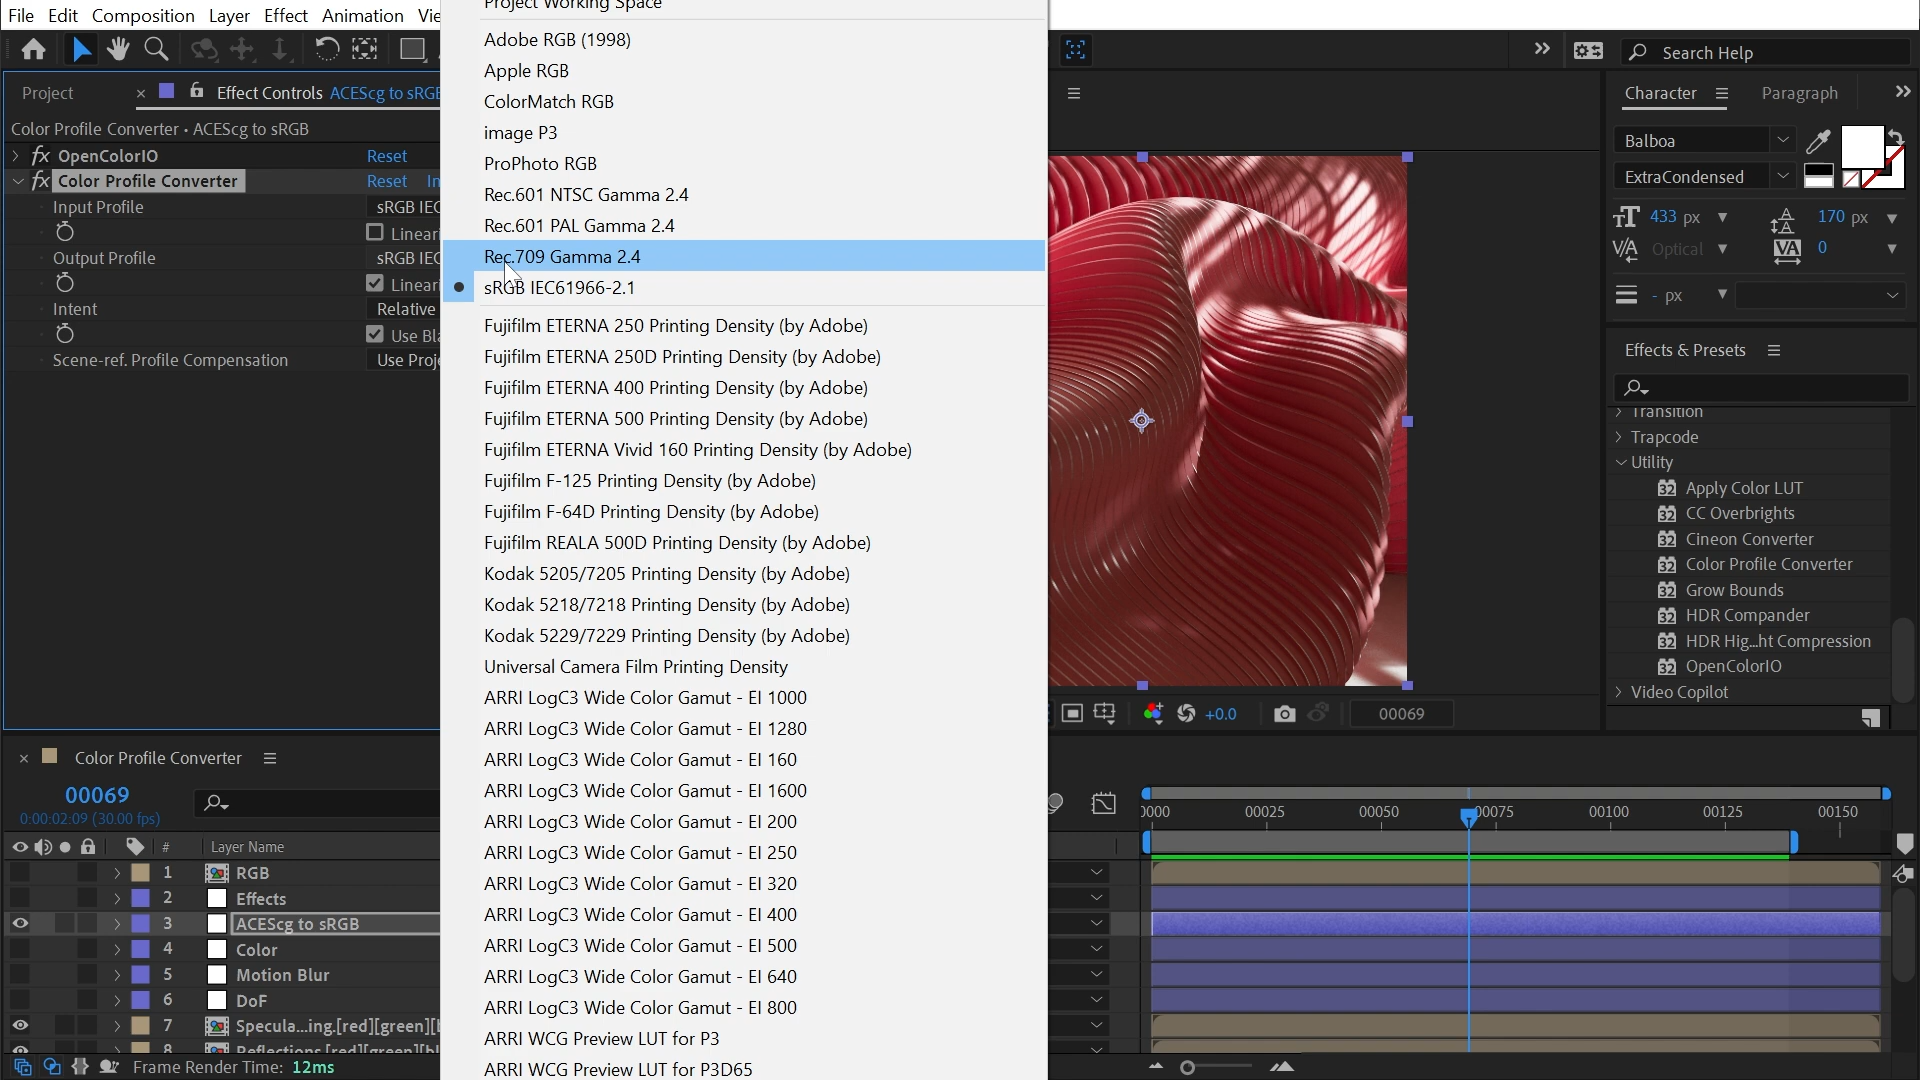 File Edit Composition Layer Effect Animation
Search Help
Project
Effect Controls ACEScg to sRGB
Color Profile Converter • ACEScg to sRGB
fx OpenColorIO Reset
fx Color Profile Converter Reset
Input Profile sRGB IEC
Output Profile sRGB IEC
Intent Relative
Scene-ref. Profile Compensation Use Proj
Project Working Space
Adobe RGB (1998)
Apple RGB
ColorMatch RGB
image P3
ProPhoto RGB
Rec.601 NTSC Gamma 2.4
Rec.601 PAL Gamma 2.4
Rec.709 Gamma 2.4
sRGB IEC61966-2.1
Fujifilm ETERNA 250 Printing Density (by Adobe)
Fujifilm ETERNA 250D Printing Density (by Adobe)
Fujifilm ETERNA 400 Printing Density (by Adobe)
Fujifilm ETERNA 500 Printing Density (by Adobe)
Fujifilm ETERNA Vivid 160 Printing Density (by Adobe)
Fujifilm F-125 Printing Density (by Adobe)
Fujifilm F-64D Printing Density (by Adobe)
Fujifilm REALA 500D Printing Density (by Adobe)
Kodak 5205/7205 Printing Density (by Adobe)
Kodak 5218/7218 Printing Density (by Adobe)
Kodak 5229/7229 Printing Density (by Adobe)
Universal Camera Film Printing Density
ARRI LogC3 Wide Color Gamut - EI 1000
ARRI LogC3 Wide Color Gamut - EI 1280
ARRI LogC3 Wide Color Gamut - EI 160
ARRI LogC3 Wide Color Gamut - EI 1600
ARRI LogC3 Wide Color Gamut - EI 200
ARRI LogC3 Wide Color Gamut - EI 250
ARRI LogC3 Wide Color Gamut - EI 320
ARRI LogC3 Wide Color Gamut - EI 400
ARRI LogC3 Wide Color Gamut - EI 500
ARRI LogC3 Wide Color Gamut - EI 640
ARRI LogC3 Wide Color Gamut - EI 800
ARRI WCG Preview LUT for P3
ARRI WCG Preview LUT for P3D65
+0.0 00069
Character Paragraph
Balboa
ExtraCondensed
433 px 170 px
Optical 0
- px
Effects & Presets
Transition
Trapcode
Utility
32 Apply Color LUT
32 CC Overbrights
32 Cineon Converter
32 Color Profile Converter
32 Grow Bounds
32 HDR Compander
32 HDR Hig...ht Compression
32 OpenColorIO
Video Copilot
Color Profile Converter
00069
0:00:02:09 (30.00 fps)
# Layer Name
1 RGB
2 Effects
3 ACEScg to sRGB
4 Color
5 Motion Blur
6 DoF
7 Specula...ing.[red][green][b
8 Reflections.[red][green][bl
0000 00025 00050 00075 00100 00125 00150
Frame Render Time: 12ms